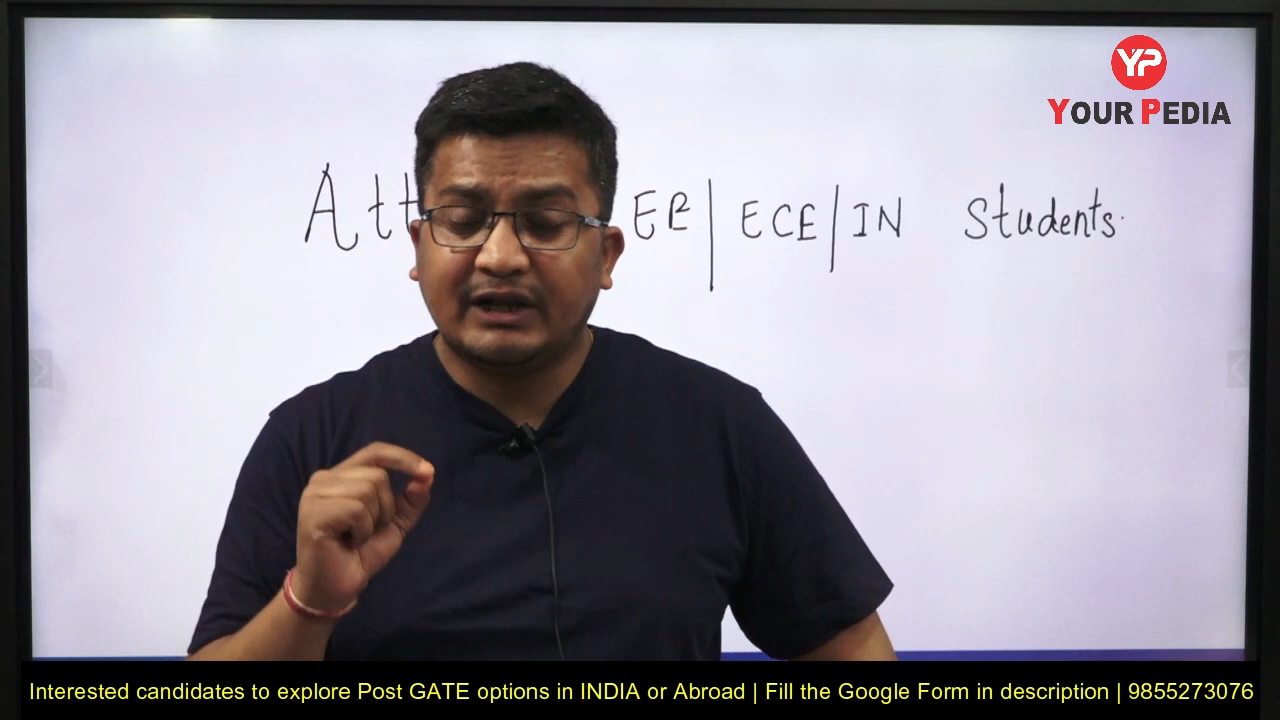 YP
YOUR PEDIA
EE | ECE | IN Students.
Interested candidates to explore Post GATE options in INDIA or Abroad | Fill the Google Form in description | 9855273076